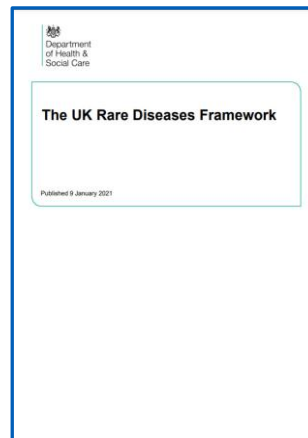 Department
of Health &
Social Care
The UK Rare Diseases Framework
Published 9 January 2021